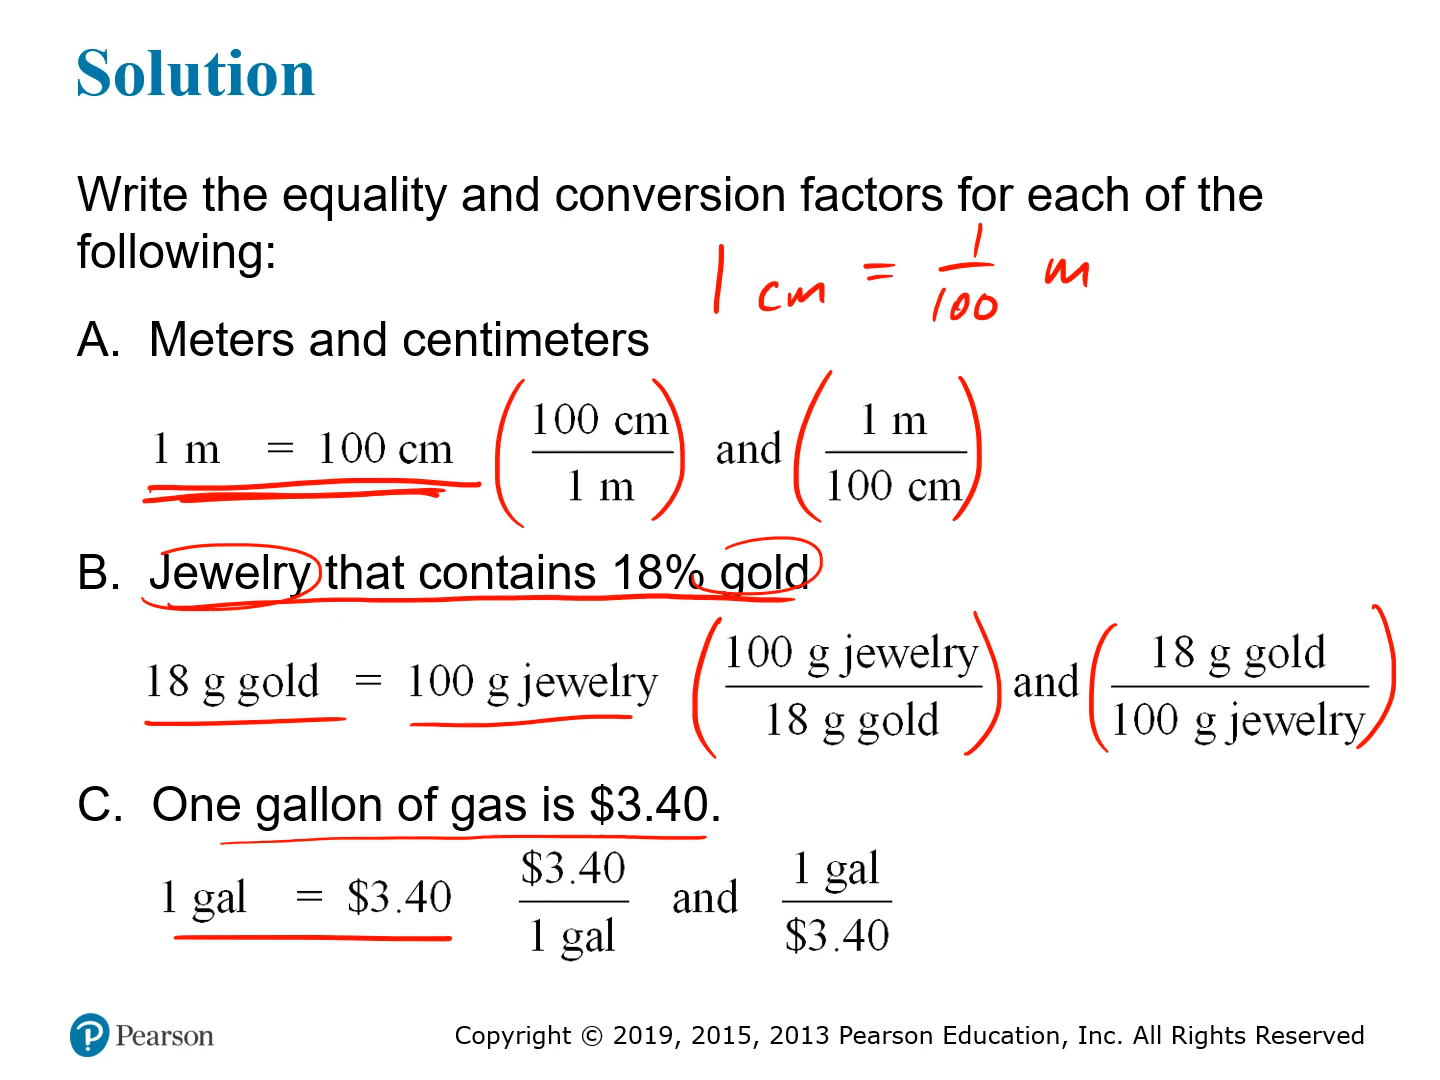 Solution
Write the equality and conversion factors for each of the
following:
1 cm = 1/100 m
A. Meters and centimeters
1 m = 100 cm 100 cm/1 m and 1 m/100 cm
B. Jewelry that contains 18% gold
18 g gold = 100 g jewelry 100 g jewelry/18 g gold and 18 g gold/100 g jewelry
C. One gallon of gas is $3.40.
1 gal = $3.40 $3.40/1 gal and 1 gal/$3.40
Pearson
Copyright © 2019, 2015, 2013 Pearson Education, Inc. All Rights Reserved